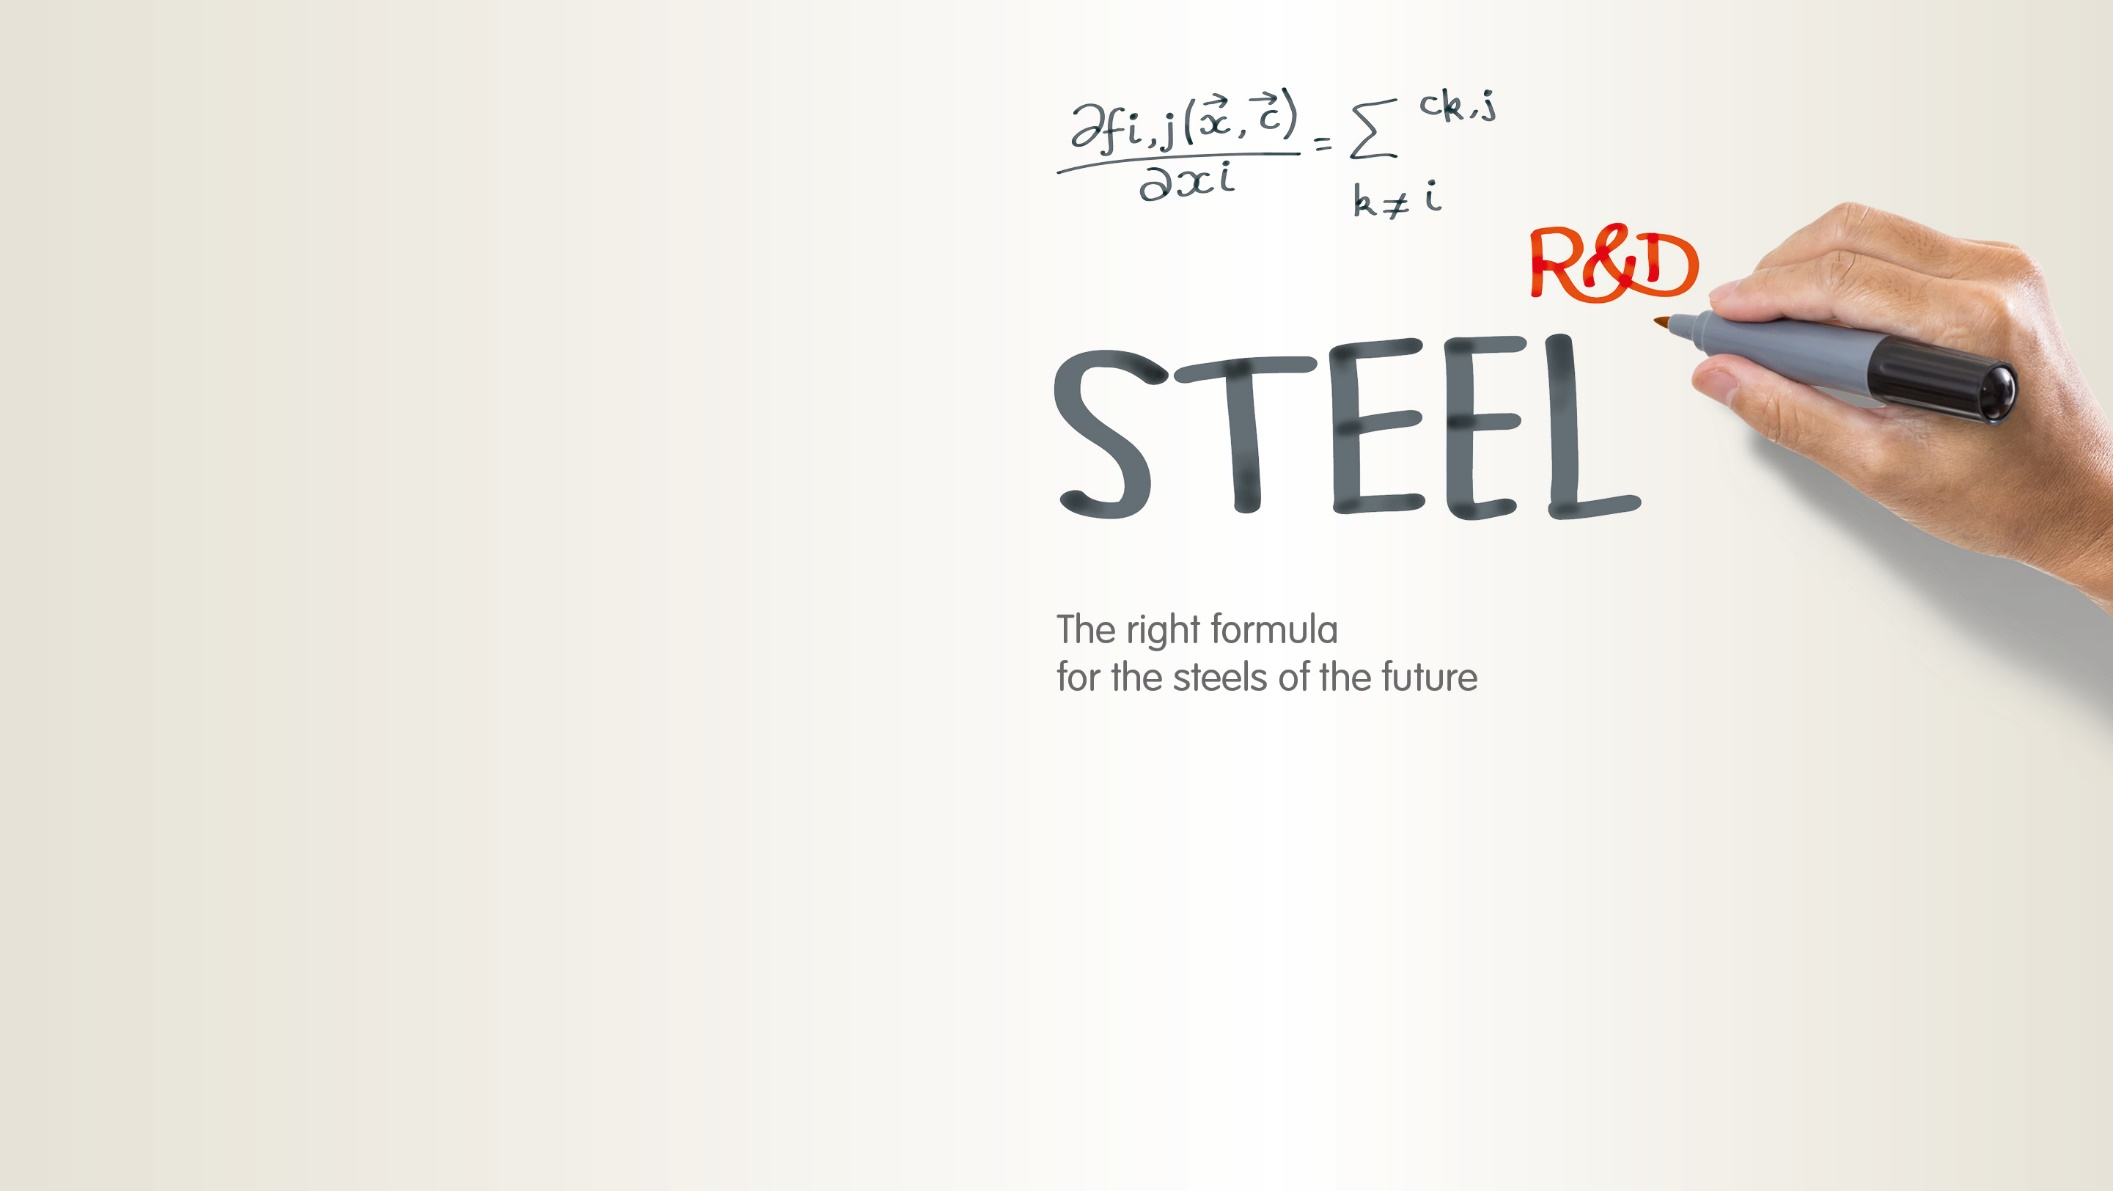 ∂fi,j(x⃗, c⃗)
∂xi
= ∑ ck,j
k≠ i
R&D
STEEL
The right formula
for the steels of the future